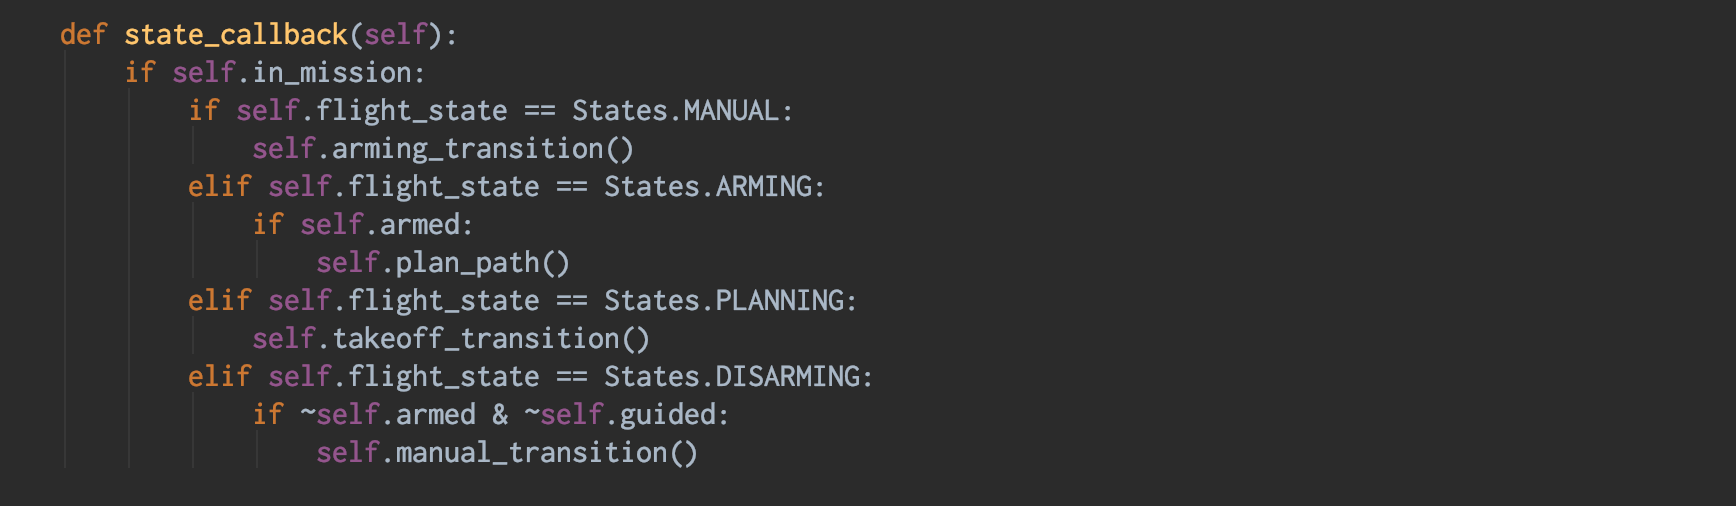 def state_callback(self):
    if self.in_mission:
        if self.flight_state == States.MANUAL:
            self.arming_transition()
        elif self.flight_state == States.ARMING:
            if self.armed:
                self.plan_path()
        elif self.flight_state == States.PLANNING:
            self.takeoff_transition()
        elif self.flight_state == States.DISARMING:
            if ~self.armed & ~self.guided:
                self.manual_transition()